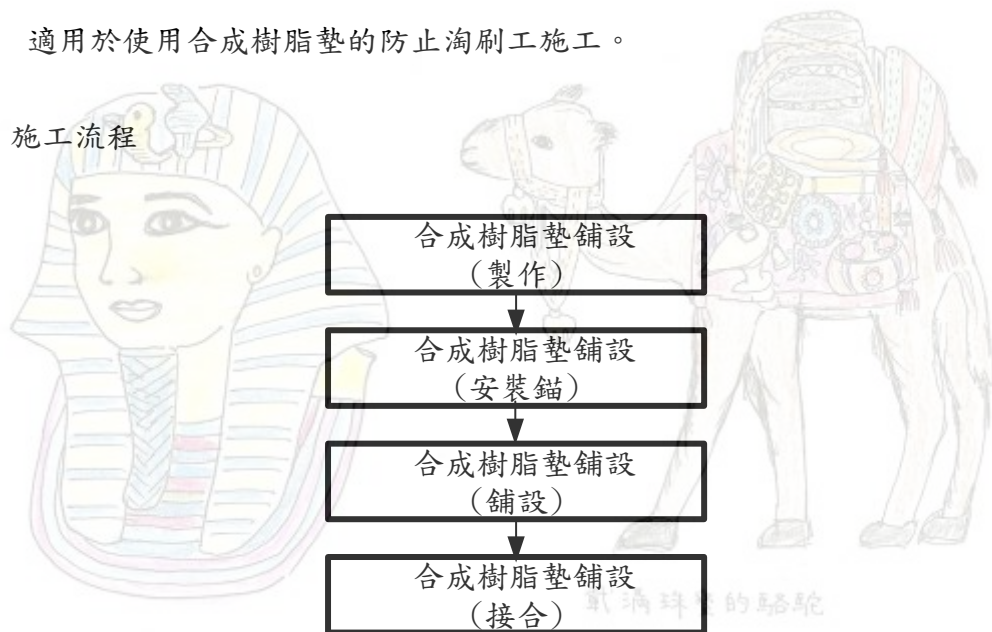 適用於使用合成樹脂墊的防止淘刷工施工。
施工流程
合成樹脂墊舖設
（製作）
合成樹脂墊舖設
（安裝錨）
合成樹脂墊舖設
（舖設）
合成樹脂墊舖設
（接合）
戴滿珠的駱駝